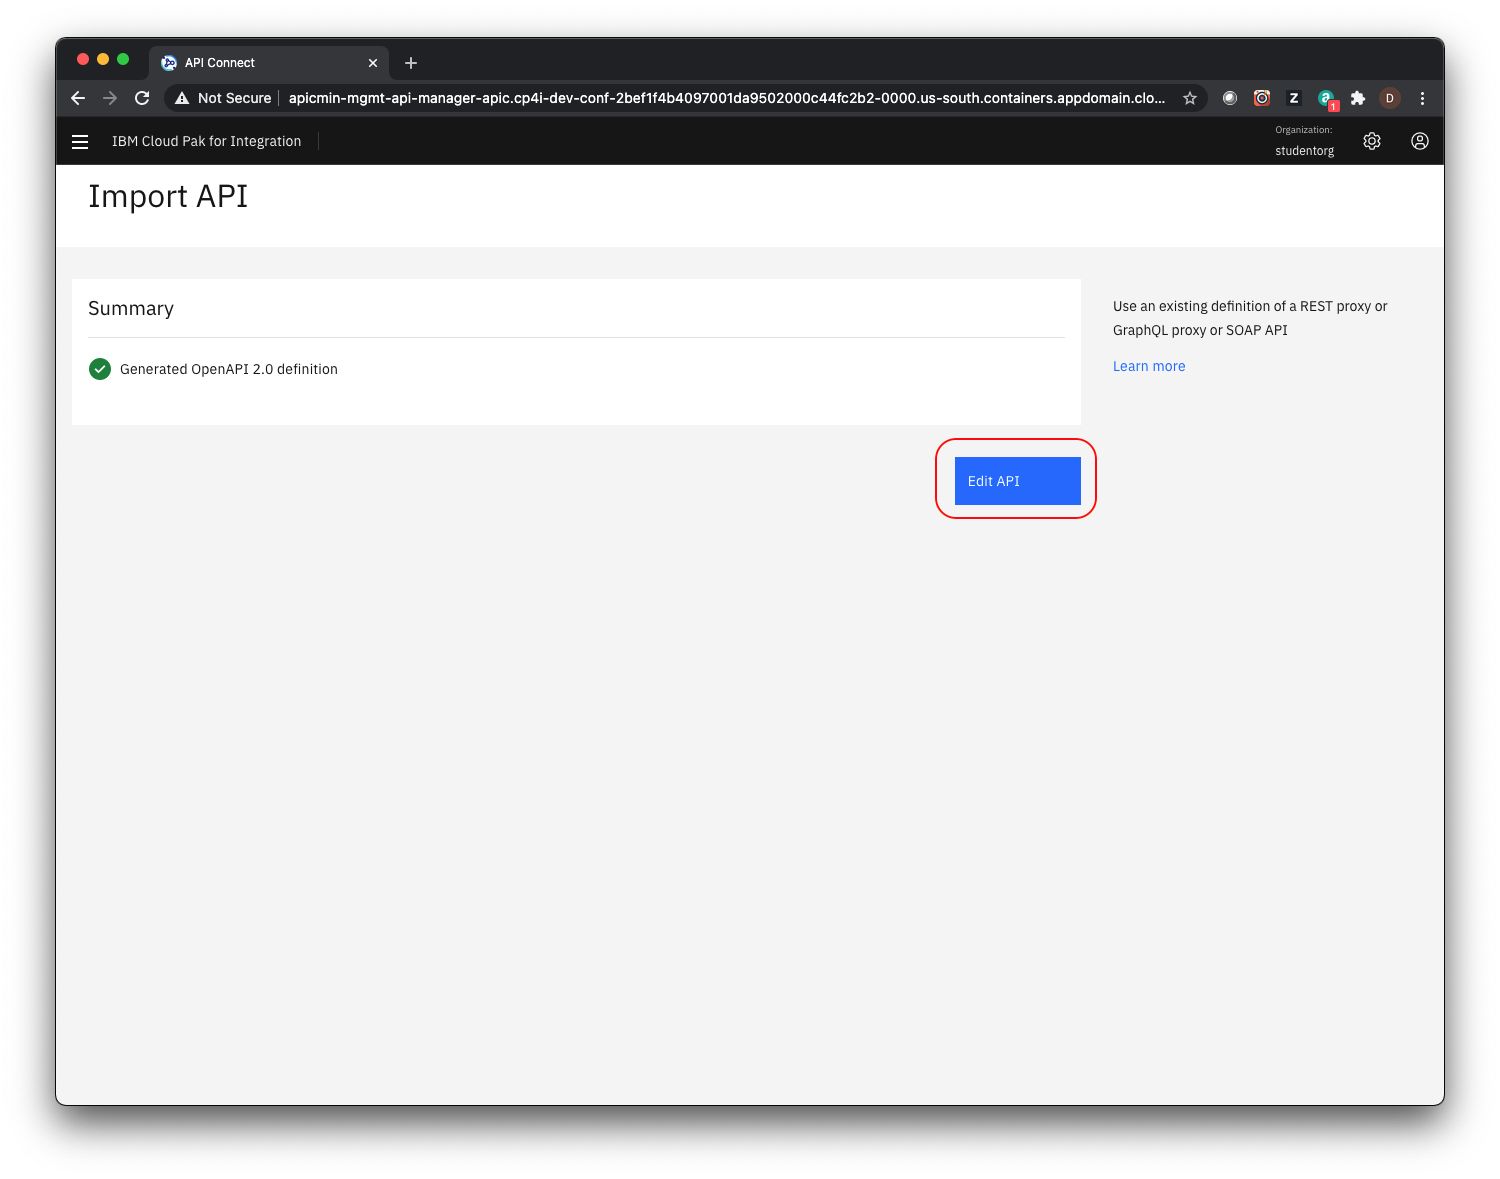 API Connect
Not Secure apicmin-mgmt-api-manager-apic.cp4i-dev-conf-2bef1f4b4097001da9502000c44fc2b2-0000.us-south.containers.appdomain.clo...
Z
a
1
D
IBM Cloud Pak for Integration
Organization:
studentorg
Import API
Summary
Generated OpenAPI 2.0 definition
Use an existing definition of a REST proxy or
GraphQL proxy or SOAP API
Learn more
Edit API